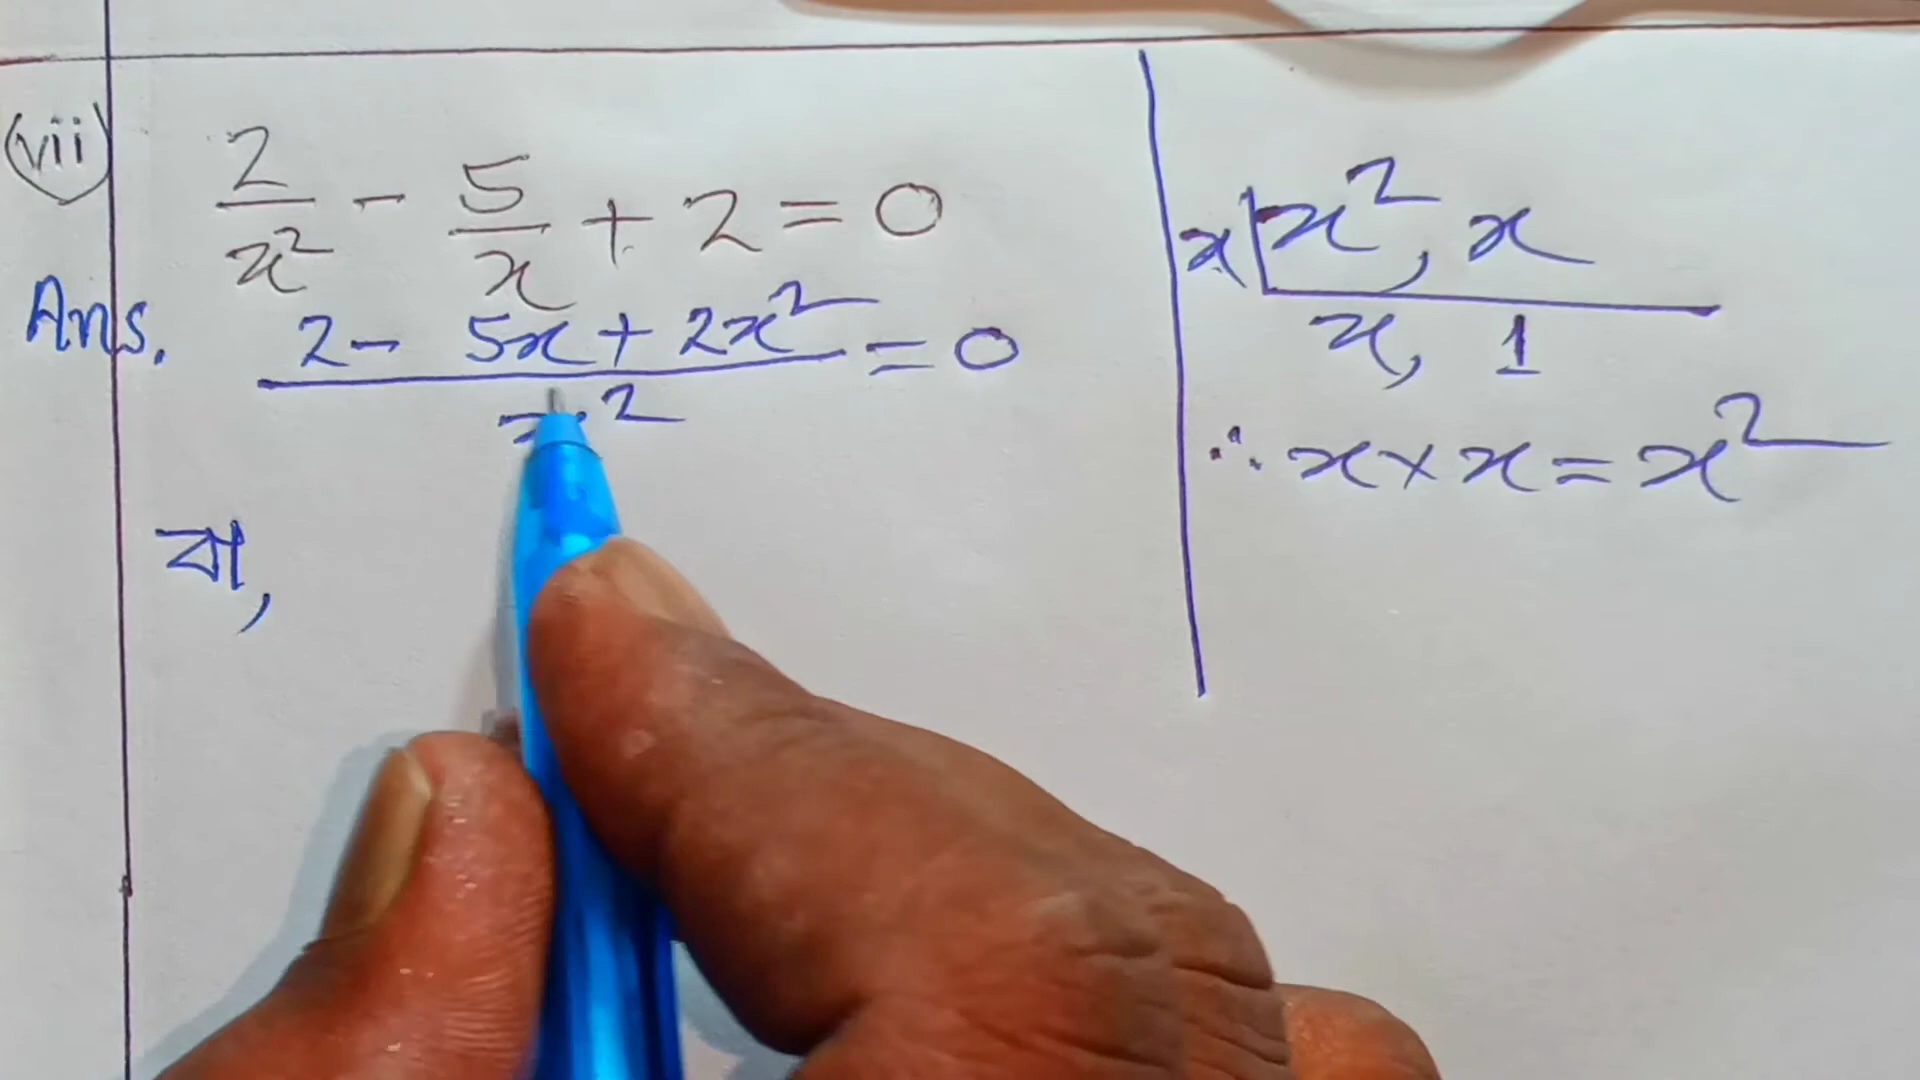 (vii) 2/x² - 5/x + 2 = 0
Ans. (2 - 5x + 2x²)/x² = 0
বা,
x | x², x
x, 1
∴ x × x = x²